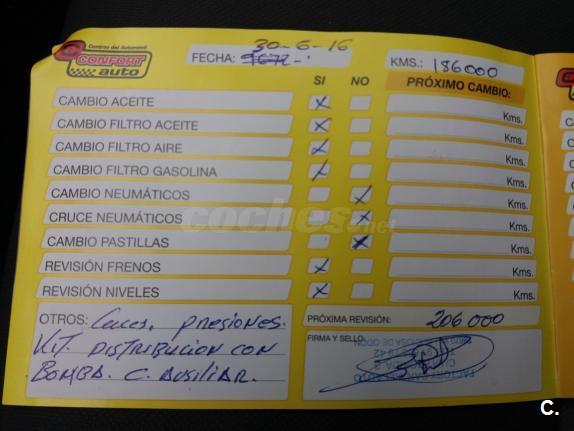 Centros del Automóvil
CONFORT
auto
FECHA: 30-6-16
KMS.: 186000
SI NO
PRÓXIMO CAMBIO:
CAMBIO ACEITE X Kms.
CAMBIO FILTRO ACEITE X Kms.
CAMBIO FILTRO AIRE X Kms.
CAMBIO FILTRO GASOLINA X Kms.
CAMBIO NEUMÁTICOS X Kms.
CRUCE NEUMÁTICOS X Kms.
CAMBIO PASTILLAS X Kms.
REVISIÓN FRENOS X Kms.
REVISIÓN NIVELES X Kms.
coches.net
OTROS: Luces, PRESIONES.
KIT. DISTRIBUCION CON
BOMBA. C. AUXILIAR.
PRÓXIMA REVISIÓN: 206000
FIRMA Y SELLO:
C.